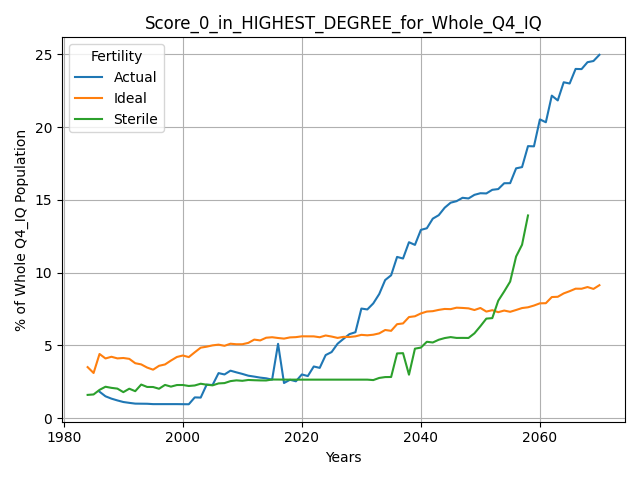 Score_0_in_HIGHEST_DEGREE_for_Whole_Q4_IQ
Fertility
Actual
Ideal
Sterile
% of Whole Q4_IQ Population
25
20
15
10
5
0
1980
2000
2020
2040
2060
Years